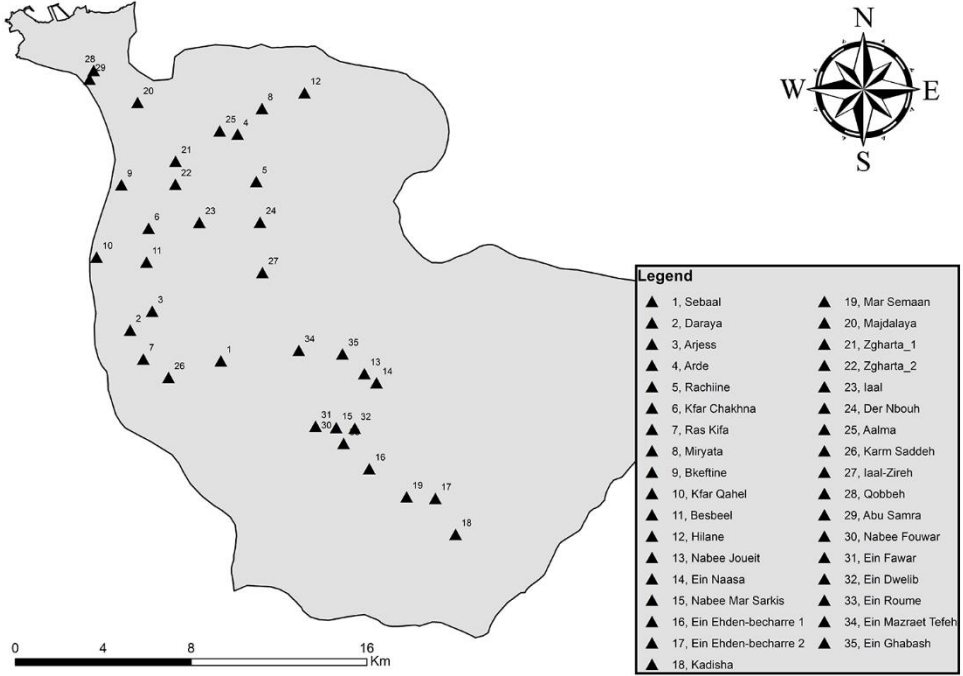 N
W E
S
28
29
20
12
8
25 4
21
22
9
5
6
23
24
10
11
27
3
2
7
26
1
34
35
13
14
31
30
15 32
16
19 17
18
Legend
1, Sebaal
2, Daraya
3, Arjess
4, Arde
5, Rachiine
6, Kfar Chakhna
7, Ras Kifa
8, Miryata
9, Bkeftine
10, Kfar Qahel
11, Besbeel
12, Hilane
13, Nabee Joueit
14, Ein Naasa
15, Nabee Mar Sarkis
16, Ein Ehden-becharre 1
17, Ein Ehden-becharre 2
18, Kadisha
19, Mar Semaan
20, Majdalaya
21, Zgharta_1
22, Zgharta_2
23, Iaal
24, Der Nbouh
25, Aalma
26, Karm Saddeh
27, Iaal-Zireh
28, Qobbeh
29, Abu Samra
30, Nabee Fouwar
31, Ein Fawar
32, Ein Dwelib
33, Ein Roume
34, Ein Mazraet Tefeh
35, Ein Ghabash
0 4 8 16
Km